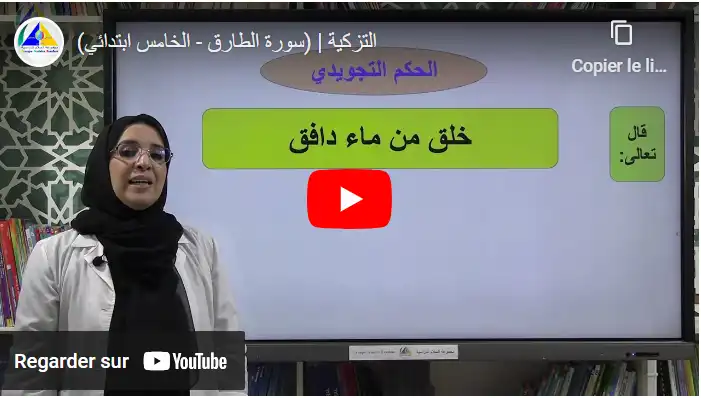 التزكية | (سورة الطارق - الخامس ابتدائي)
Copier le li...
الحكم التجويدي
قال
تعالى:
خلق من ماء دافق
Regarder sur YouTube